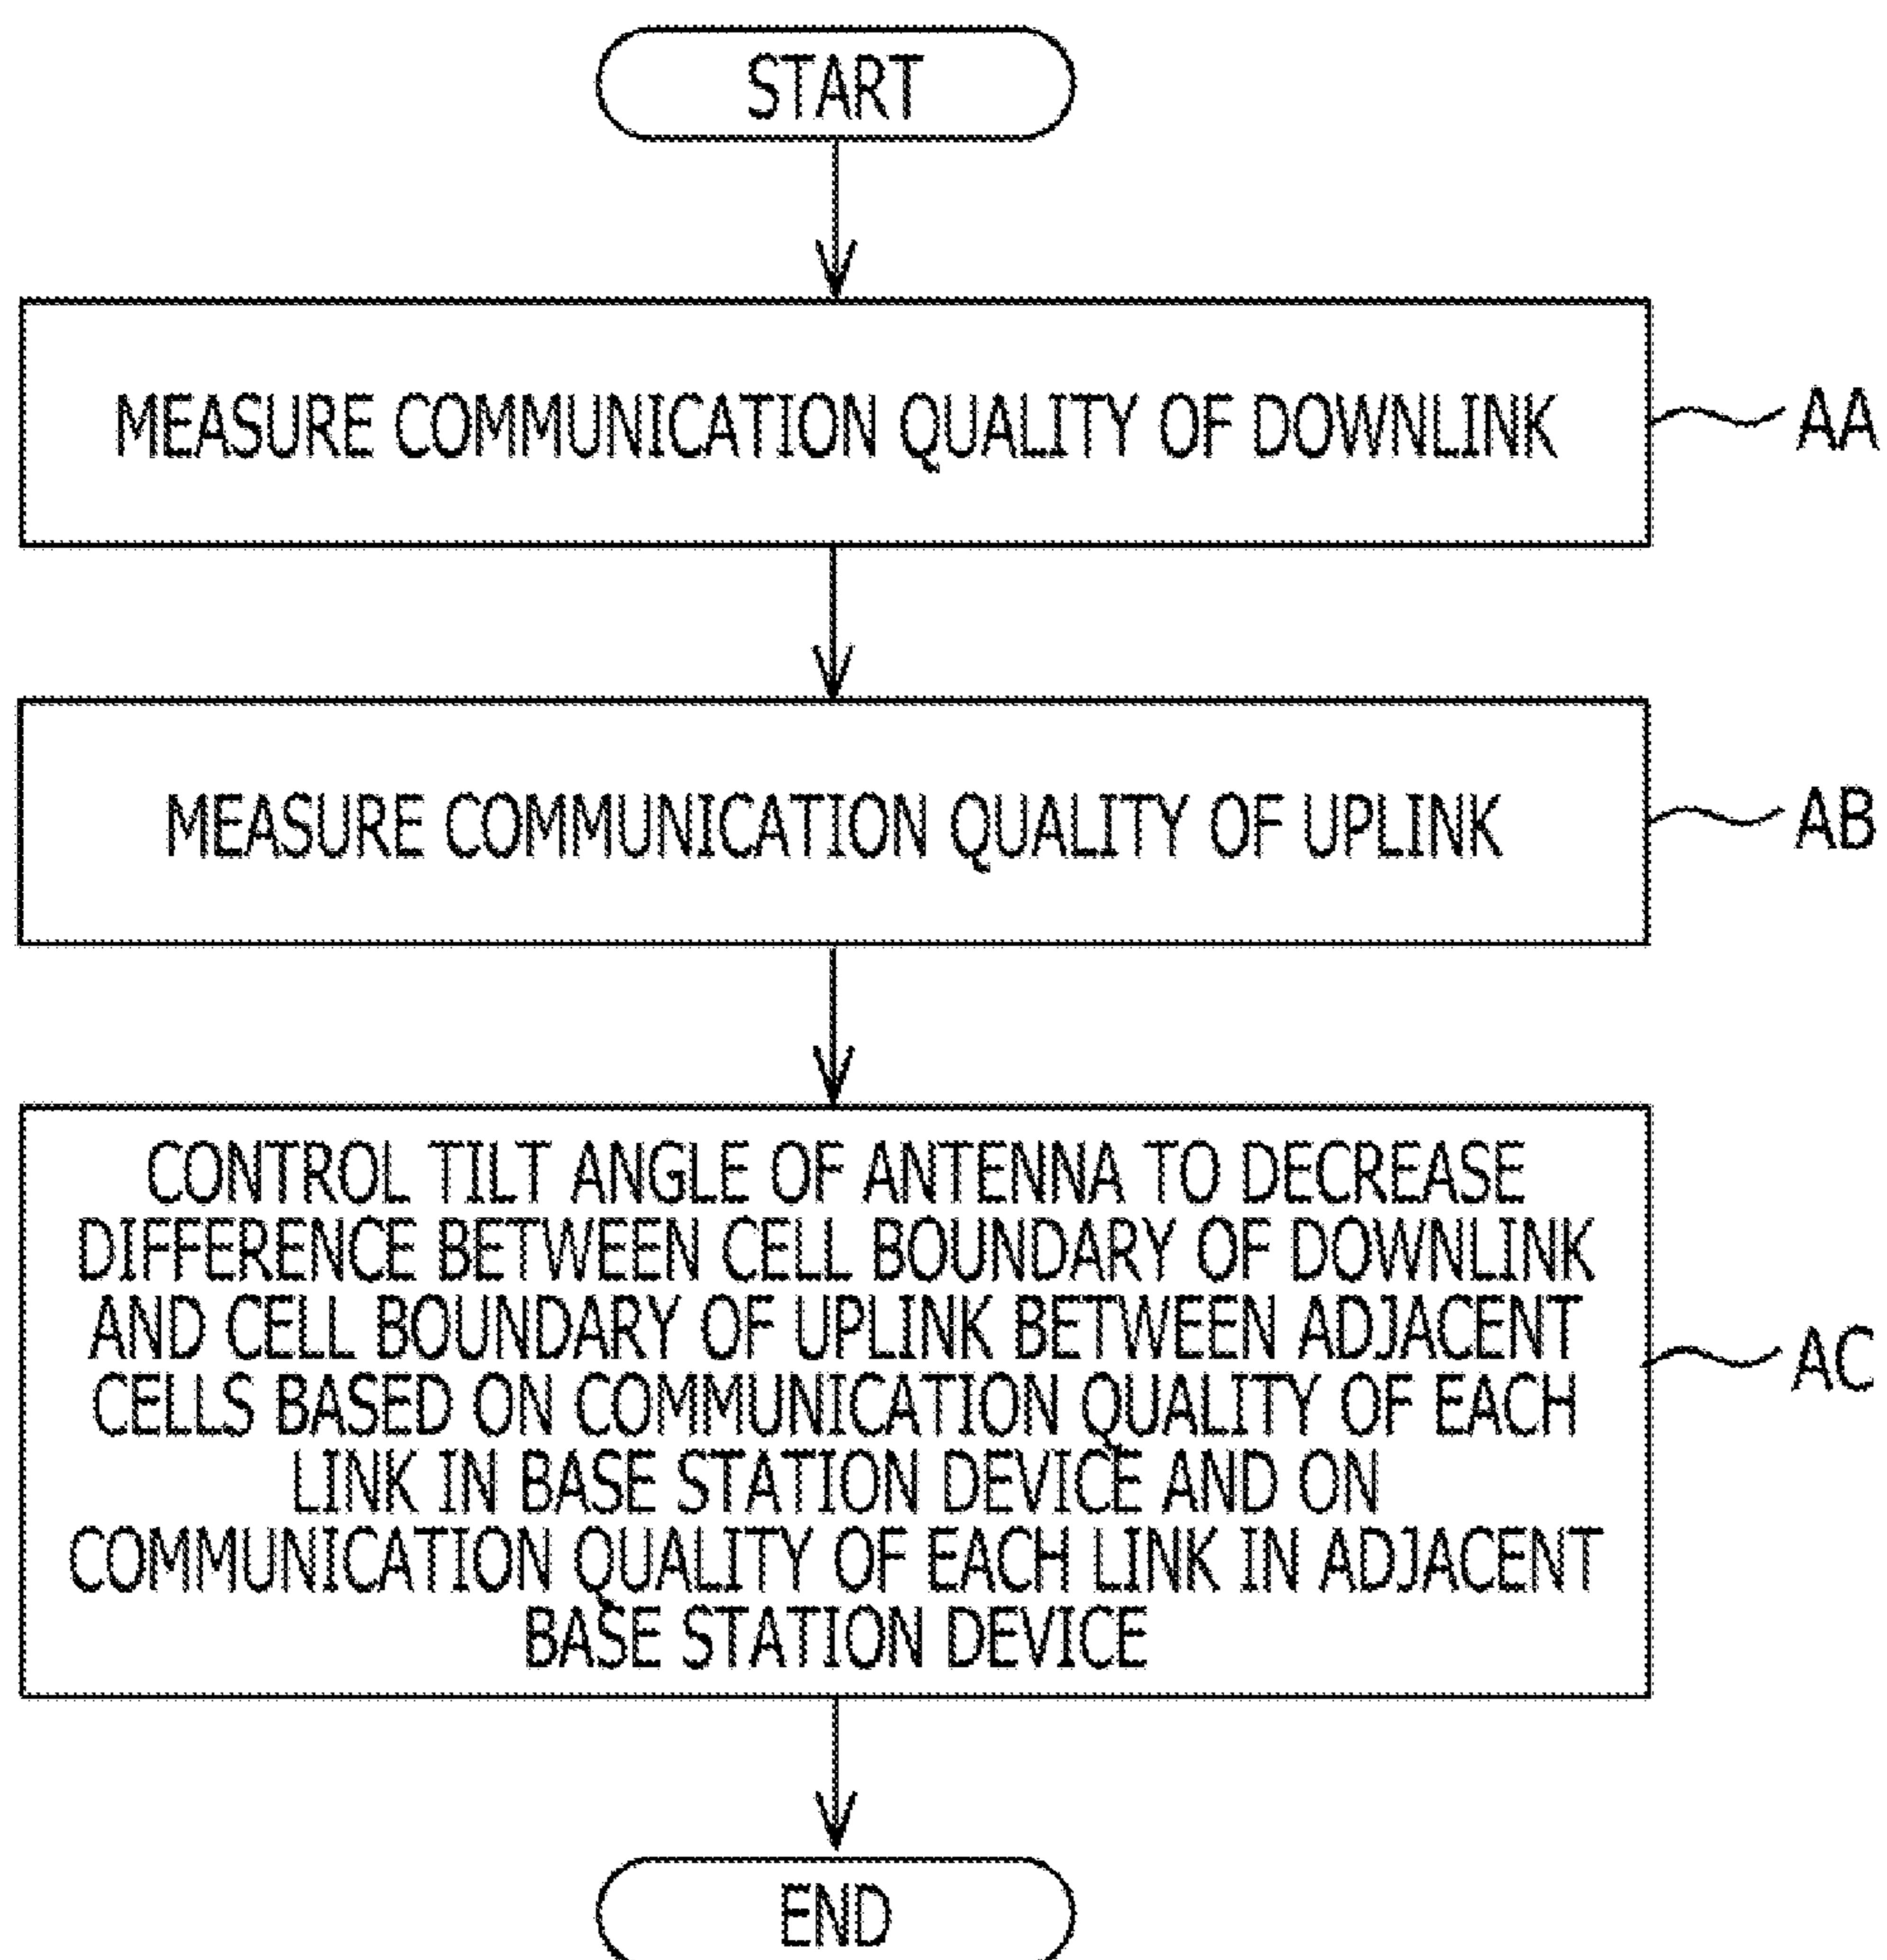 START
MEASURE COMMUNICATION QUALITY OF DOWNLINK
AA
MEASURE COMMUNICATION QUALITY OF UPLINK
AB
CONTROL TILT ANGLE OF ANTENNA TO DECREASE
DIFFERENCE BETWEEN CELL BOUNDARY OF DOWNLINK
AND CELL BOUNDARY OF UPLINK BETWEEN ADJACENT
CELLS BASED ON COMMUNICATION QUALITY OF EACH
LINK IN BASE STATION DEVICE AND ON
COMMUNICATION QUALITY OF EACH LINK IN ADJACENT
BASE STATION DEVICE
AC
END